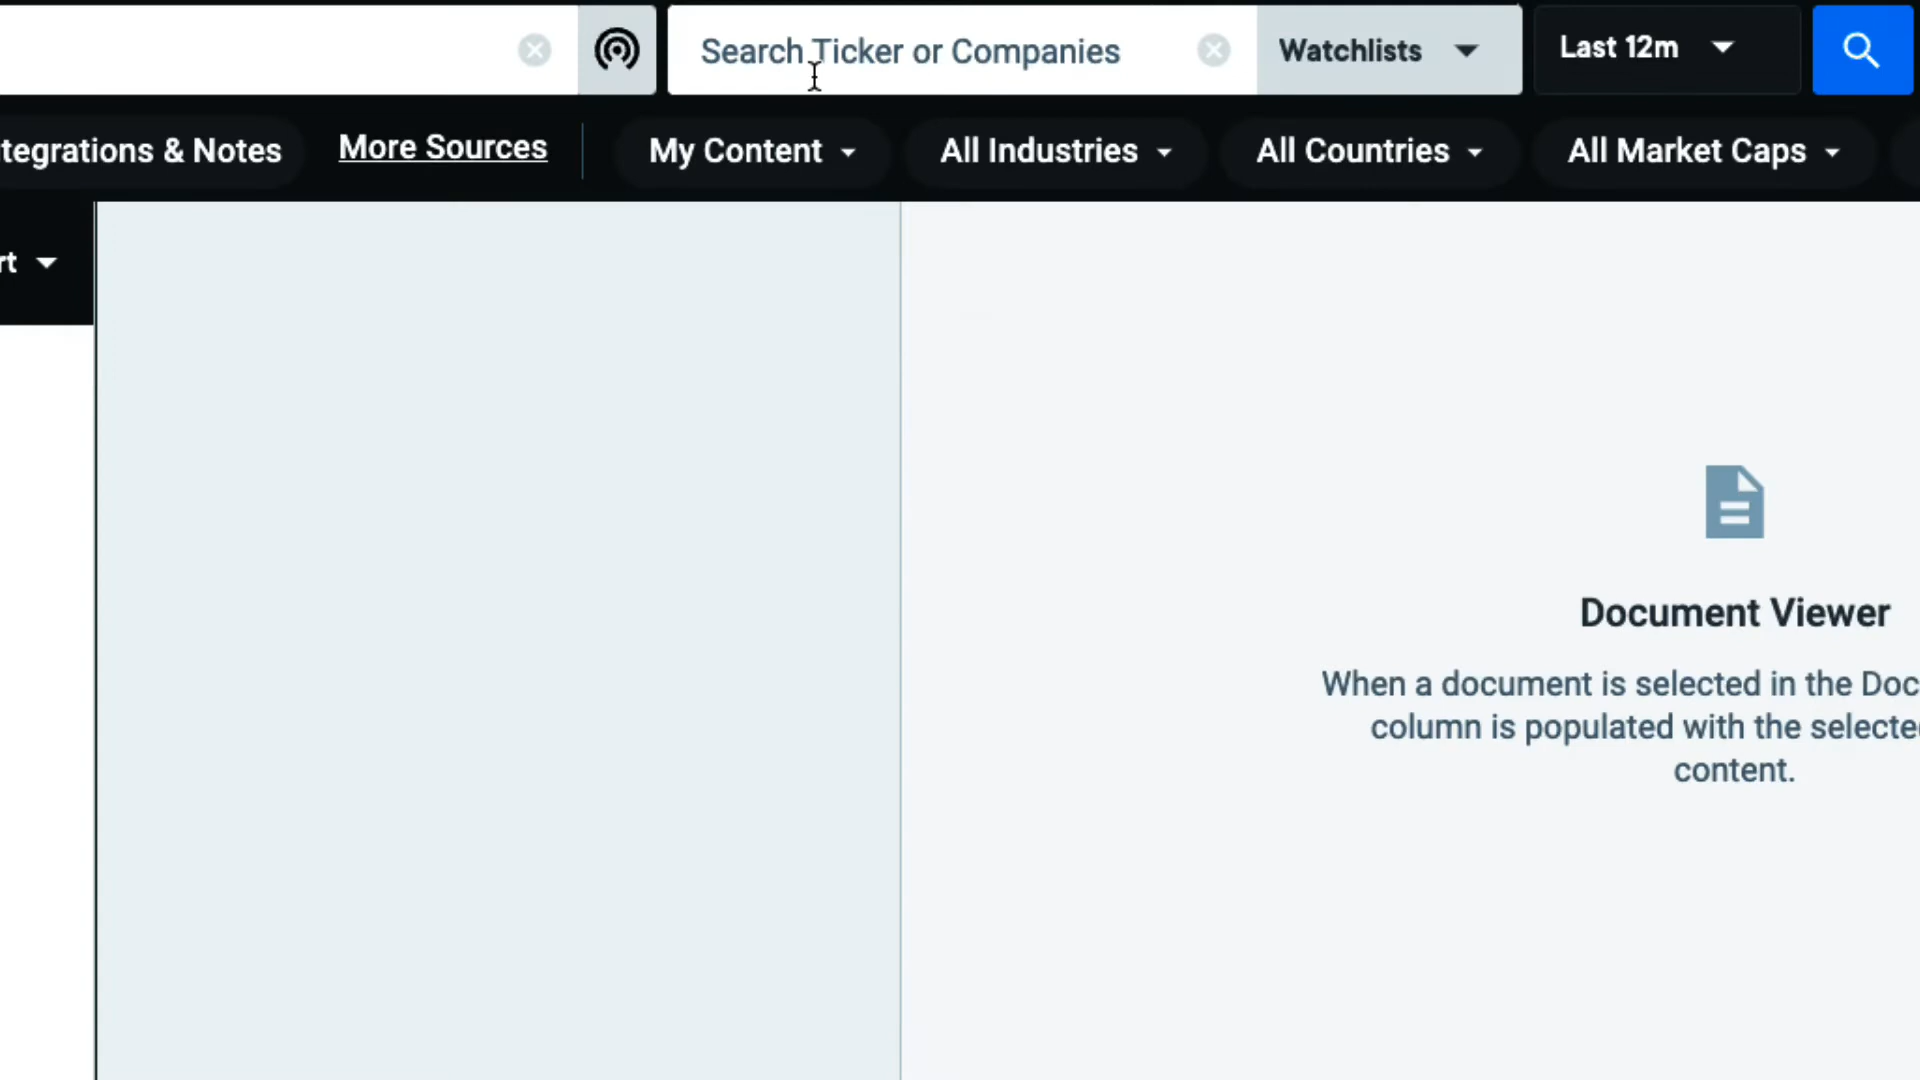 Search Ticker or Companies
Watchlists
Last 12m
tegrations & Notes
More Sources
My Content
All Industries
All Countries
All Market Caps
rt
Document Viewer
When a document is selected in the Doc
column is populated with the selecte
content.